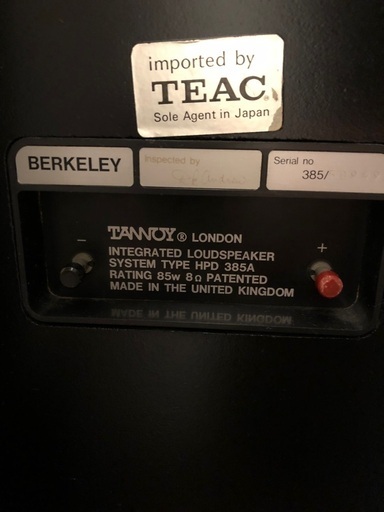 imported by
TEAC®
Sole Agent in Japan
BERKELEY
Inspected by
Serial no
385/
− +
TANNOY® LONDON
INTEGRATED LOUDSPEAKER
SYSTEM TYPE HPD 385A
RATING 85w 8Ω PATENTED
MADE IN THE UNITED KINGDOM